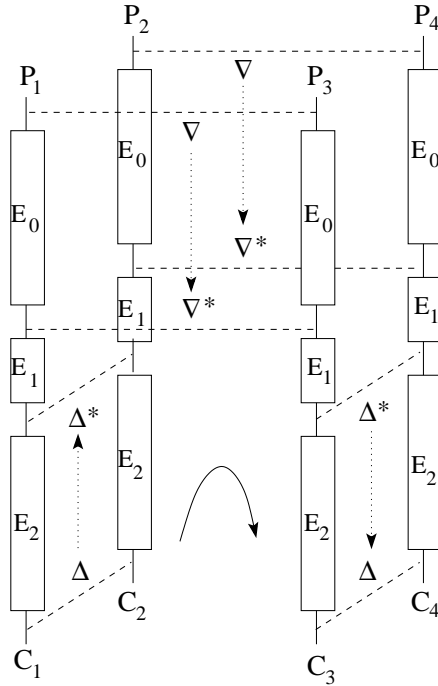 P2 P4
∇
P1 P3
∇
E0 E0
E0 E0
∇*
∇*
E1 E1
E1 E1
Δ* Δ*
E2 E2
E2 E2
Δ Δ
C2 C4
C1 C3